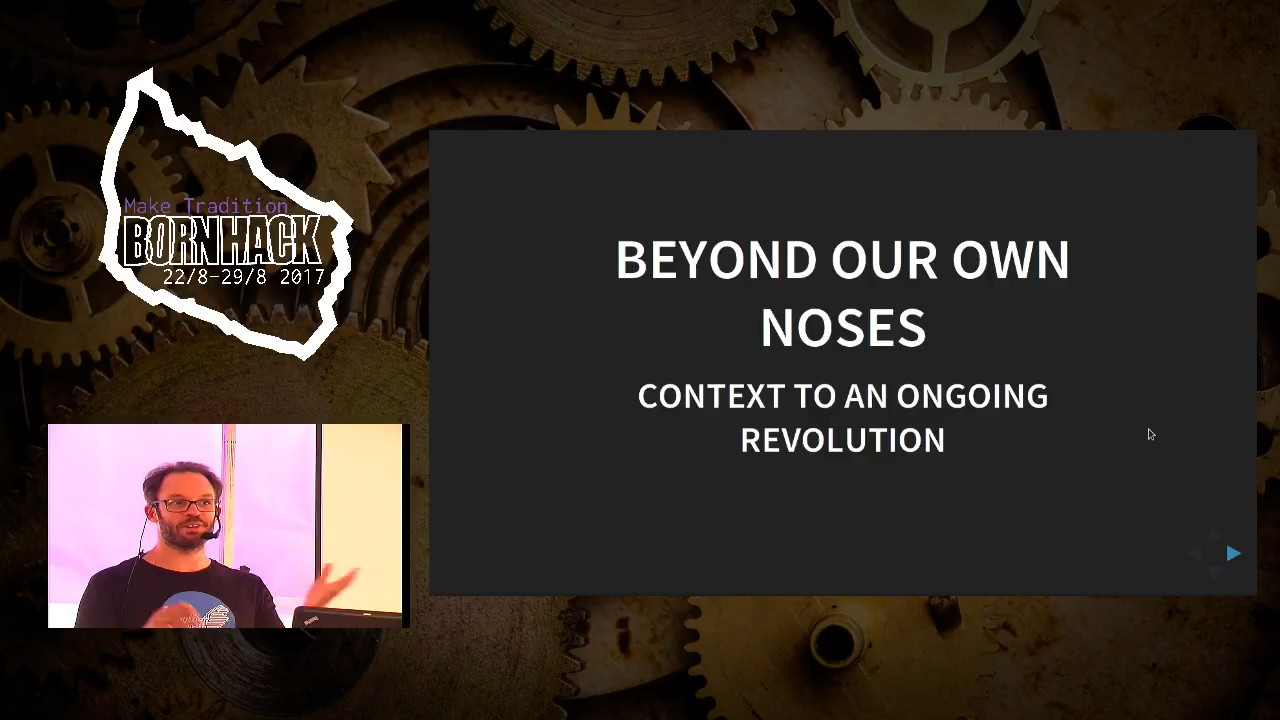 Make Tradition
BORNHACK
22/8-29/8 2017
BEYOND OUR OWN
NOSES
CONTEXT TO AN ONGOING
REVOLUTION